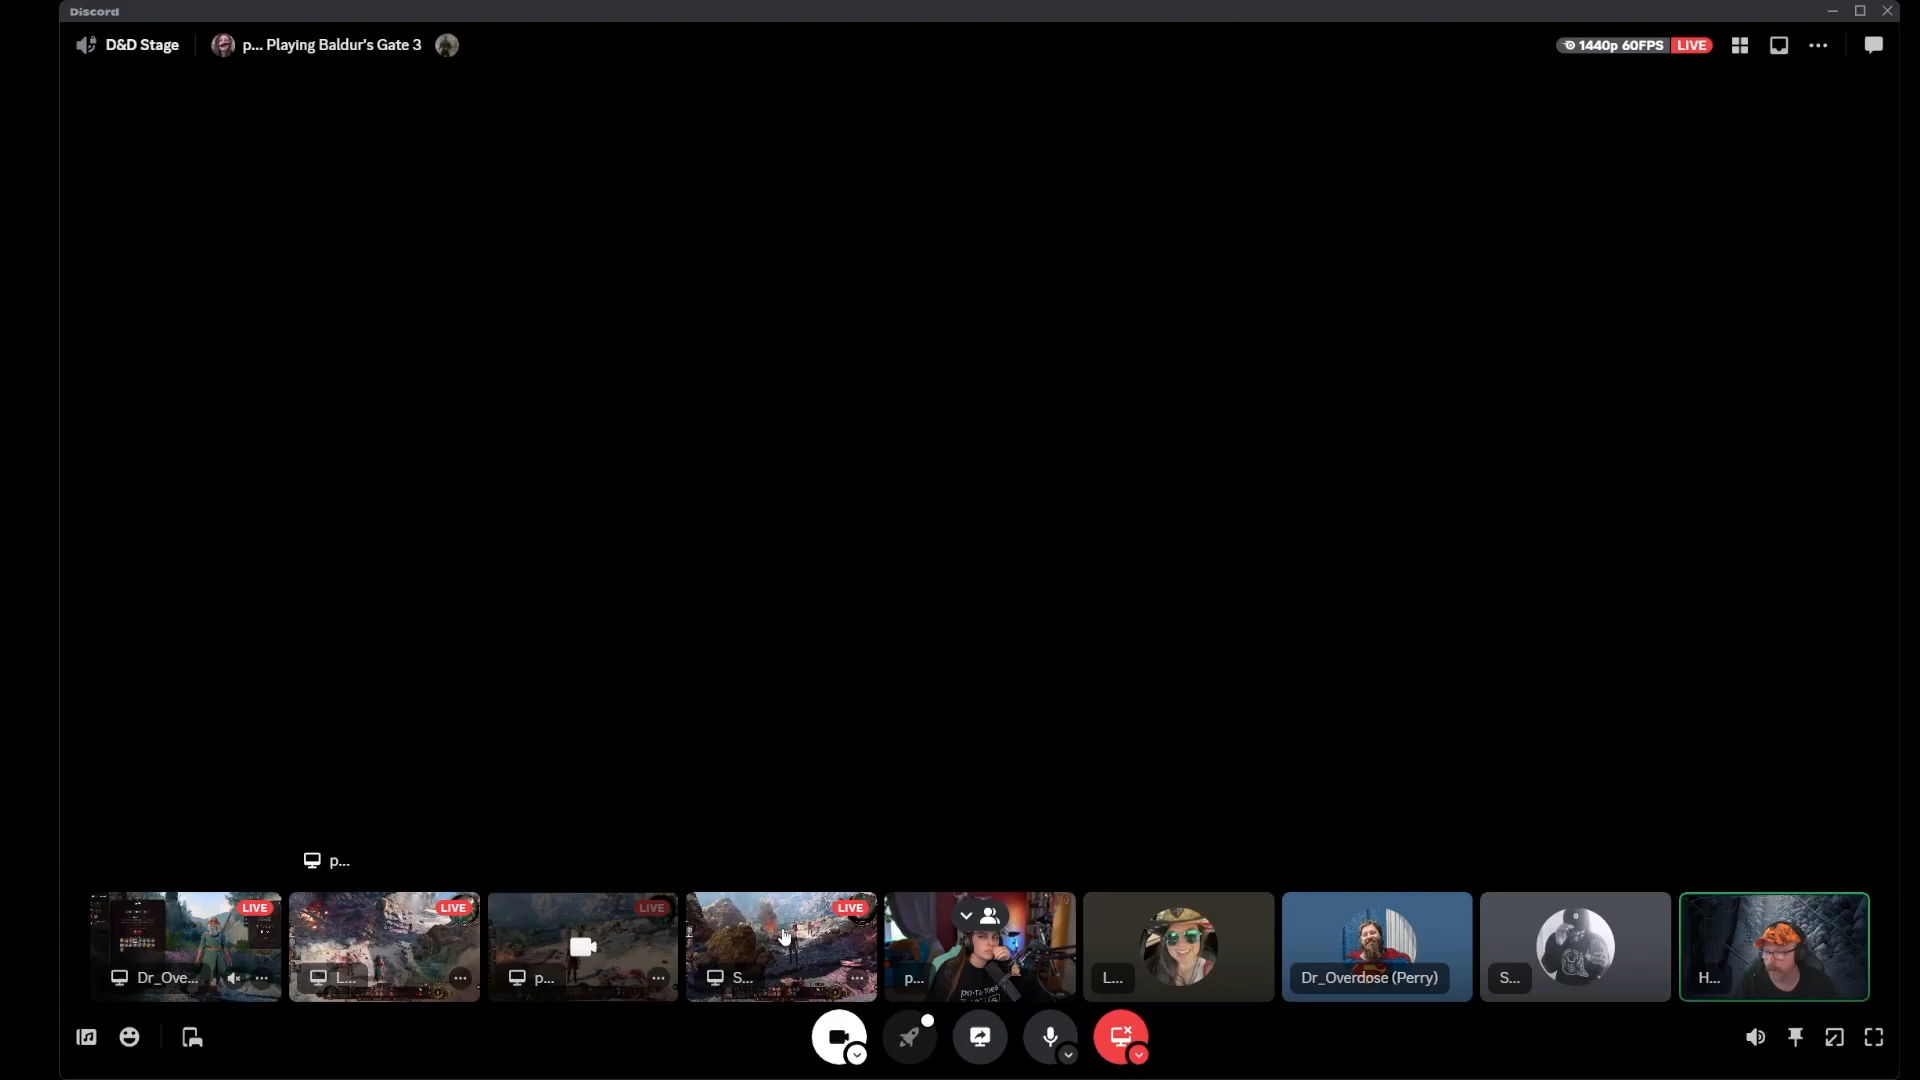 Discord
D&D Stage
p... Playing Baldur's Gate 3
1440p 60FPS
LIVE
p...
LIVE
LIVE
LIVE
LIVE
Dr_Ove...
L...
p...
S...
p...
L...
Dr_Overdose (Perry)
S...
H...